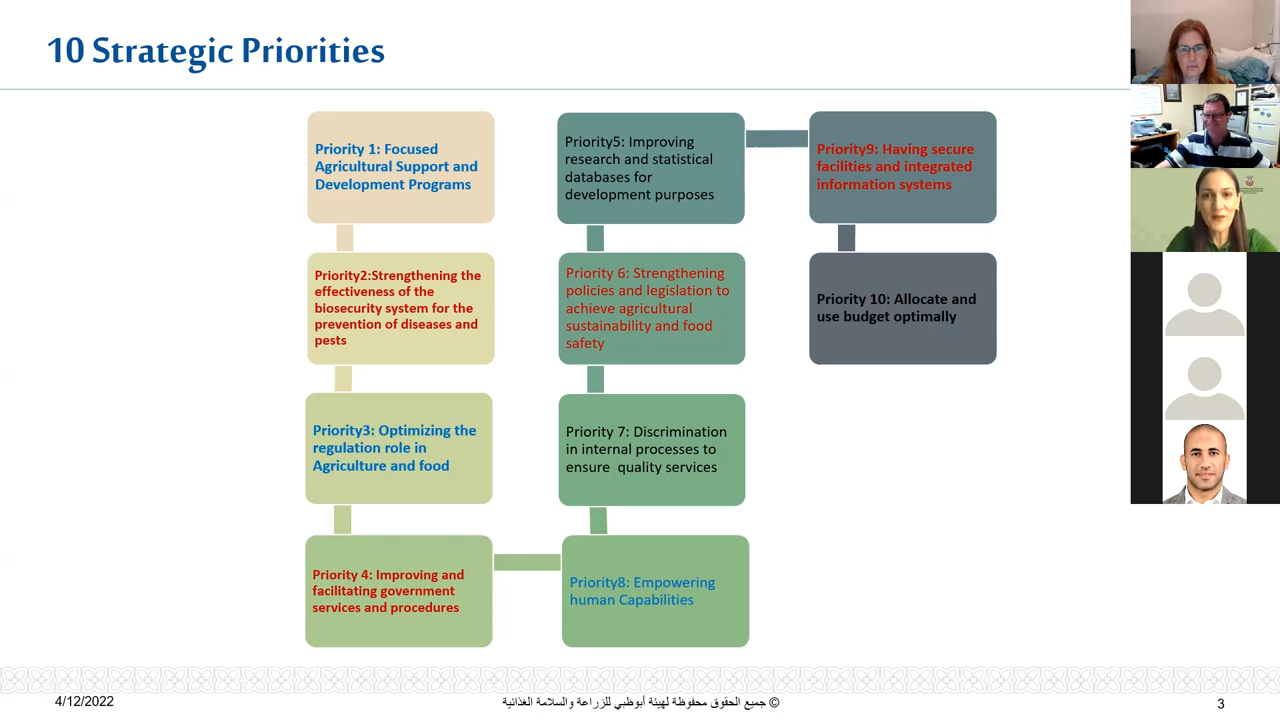 10 Strategic Priorities
Priority 1: Focused
Agricultural Support and
Development Programs
Priority2:Strengthening the
effectiveness of the
biosecurity system for the
prevention of diseases and
pests
Priority3: Optimizing the
regulation role in
Agriculture and food
Priority 4: Improving and
facilitating government
services and procedures
Priority5: Improving
research and statistical
databases for
development purposes
Priority 6: Strengthening
policies and legislation to
achieve agricultural
sustainability and food
safety
Priority 7: Discrimination
in internal processes to
ensure quality services
Priority8: Empowering
human Capabilities
Priority9: Having secure
facilities and integrated
information systems
Priority 10: Allocate and
use budget optimally
4/12/2022
© جميع الحقوق محفوظة لهيئة أبوظبي للزراعة والسلامة الغذائية
3